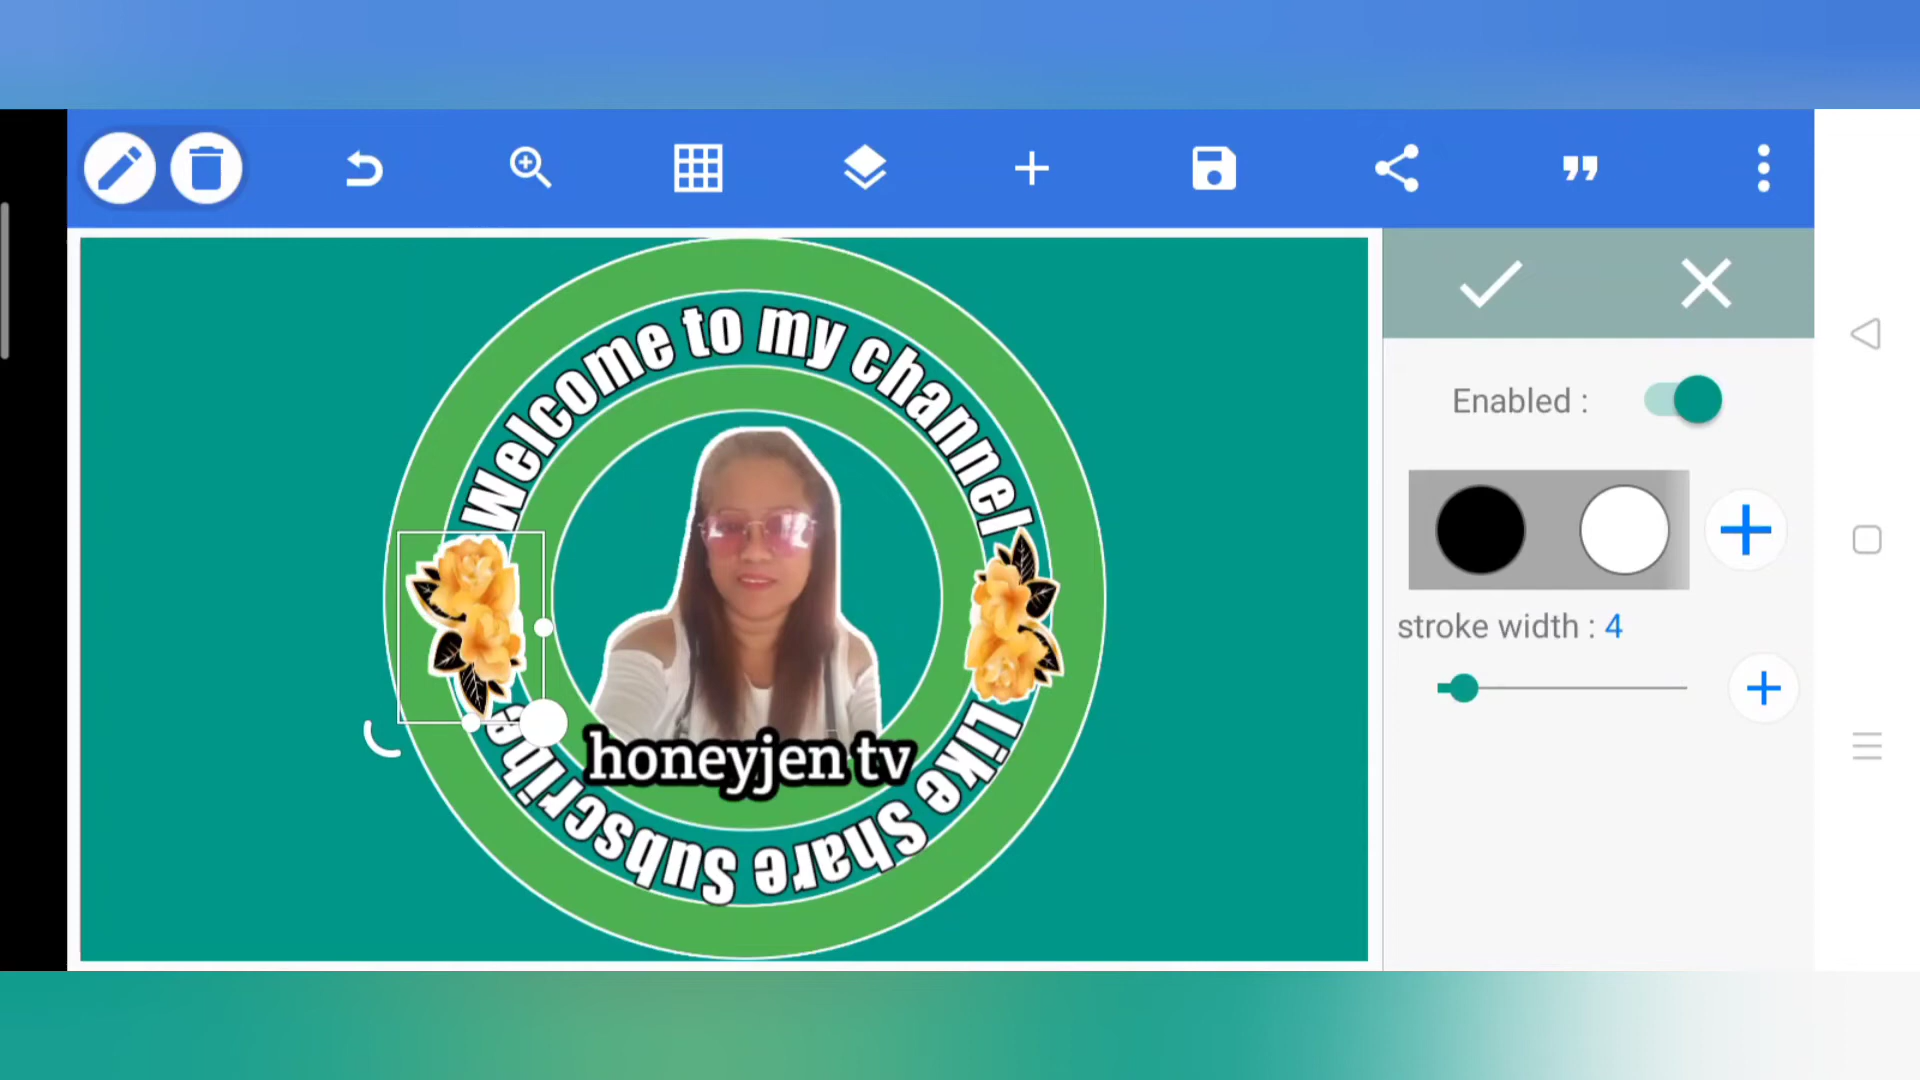 Enabled :
Welcome to my channel
stroke width : 4
honeyjen tv
Like Share Subscribe